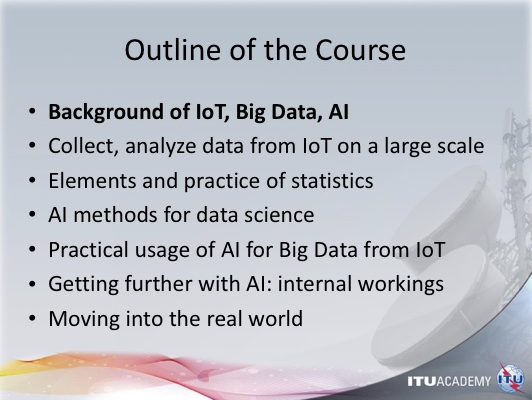 Outline of the Course
• Background of IoT, Big Data, AI
• Collect, analyze data from IoT on a large scale
• Elements and practice of statistics
• AI methods for data science
• Practical usage of AI for Big Data from IoT
• Getting further with AI: internal workings
• Moving into the real world
ITUACADEMY ITU